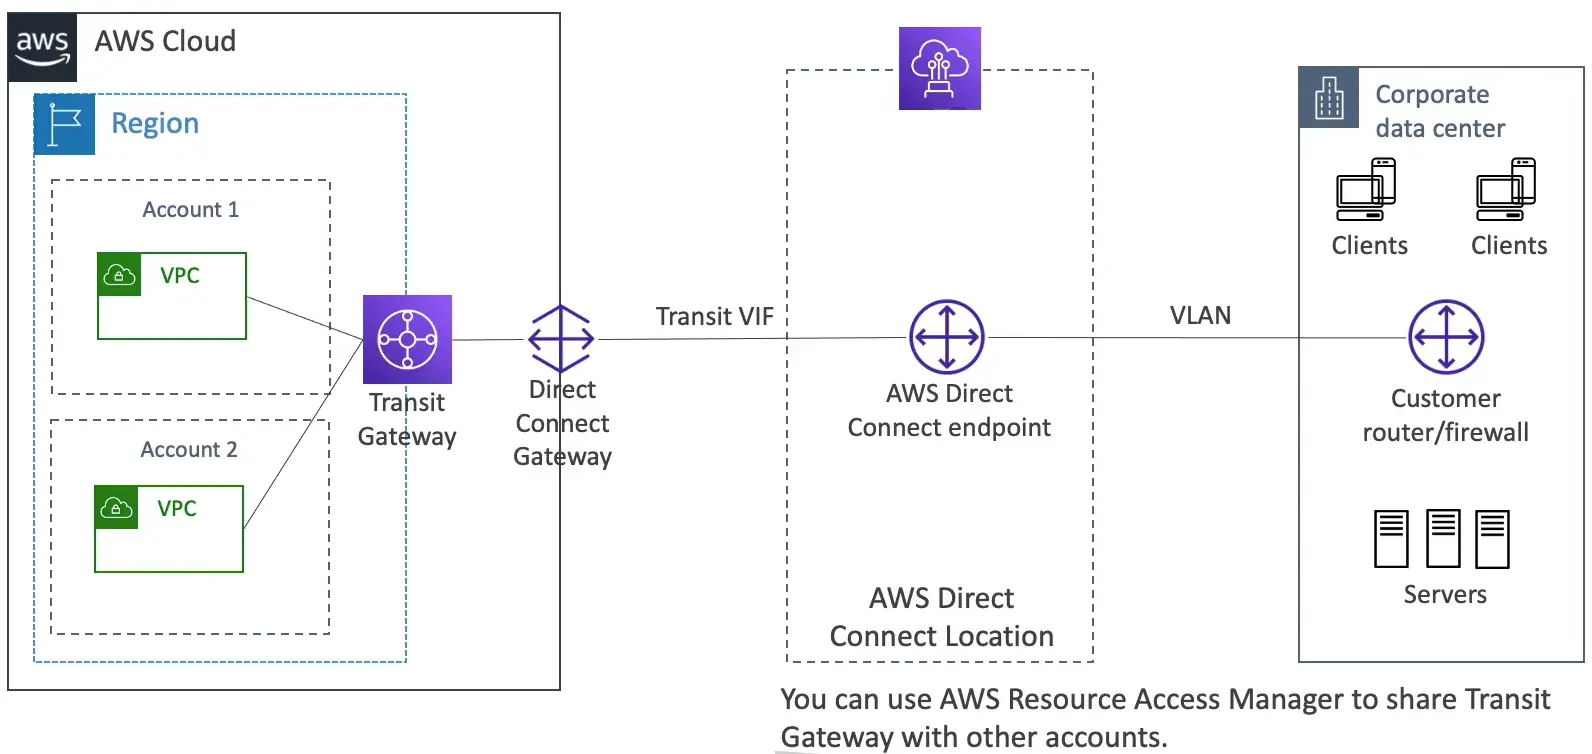 aws
AWS Cloud
Region
Account 1
VPC
Account 2
VPC
Transit
Gateway
Direct
Connect
Gateway
Transit VIF
AWS Direct
Connect endpoint
AWS Direct
Connect Location
VLAN
Corporate
data center
Clients
Clients
Customer
router/firewall
Servers
You can use AWS Resource Access Manager to share Transit
Gateway with other accounts.